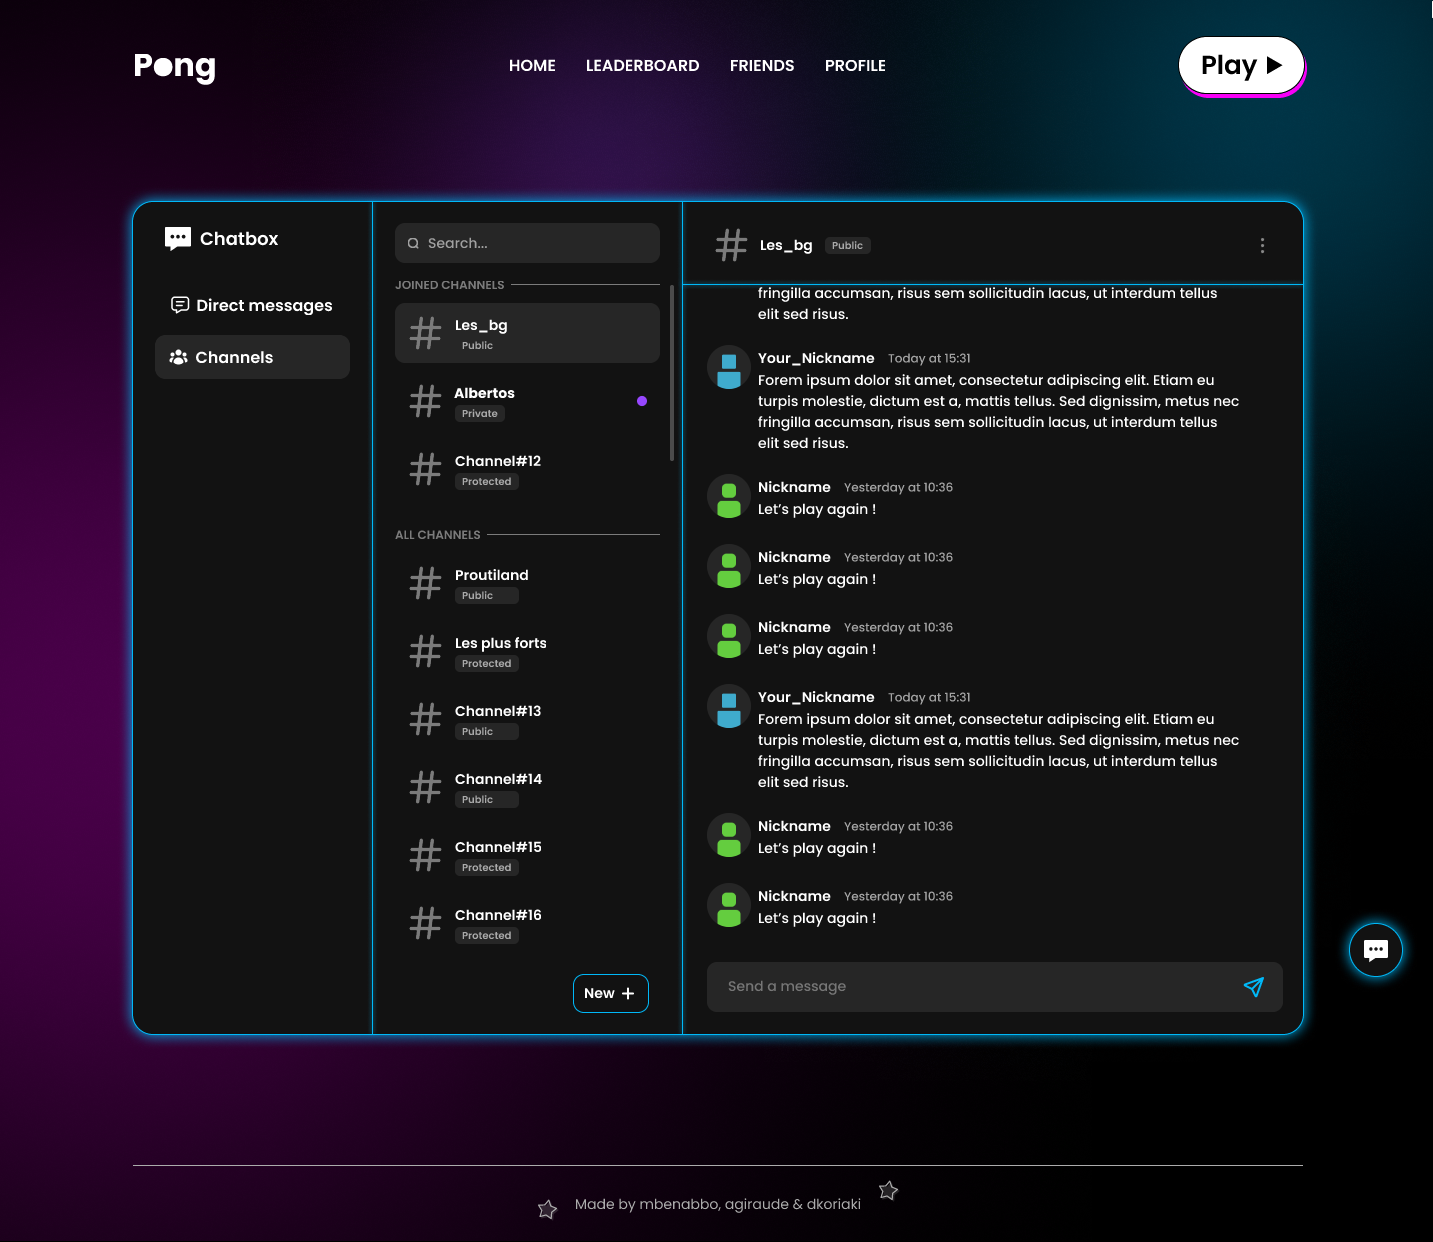 Pong
HOME
LEADERBOARD
FRIENDS
PROFILE
Play
Chatbox
Direct messages
Channels
Search...
JOINED CHANNELS
Les_bg
Public
Albertos
Private
Channel#12
Protected
ALL CHANNELS
Proutiland
Public
Les plus forts
Protected
Channel#13
Public
Channel#14
Public
Channel#15
Protected
Channel#16
Protected
New +
Les_bg Public
fringilla accumsan, risus sem sollicitudin lacus, ut interdum tellus
elit sed risus.
Your_Nickname Today at 15:31
Forem ipsum dolor sit amet, consectetur adipiscing elit. Etiam eu
turpis molestie, dictum est a, mattis tellus. Sed dignissim, metus nec
fringilla accumsan, risus sem sollicitudin lacus, ut interdum tellus
elit sed risus.
Nickname Yesterday at 10:36
Let’s play again !
Nickname Yesterday at 10:36
Let’s play again !
Nickname Yesterday at 10:36
Let’s play again !
Your_Nickname Today at 15:31
Forem ipsum dolor sit amet, consectetur adipiscing elit. Etiam eu
turpis molestie, dictum est a, mattis tellus. Sed dignissim, metus nec
fringilla accumsan, risus sem sollicitudin lacus, ut interdum tellus
elit sed risus.
Nickname Yesterday at 10:36
Let’s play again !
Nickname Yesterday at 10:36
Let’s play again !
Send a message
Made by mbenabbo, agiraude & dkoriaki